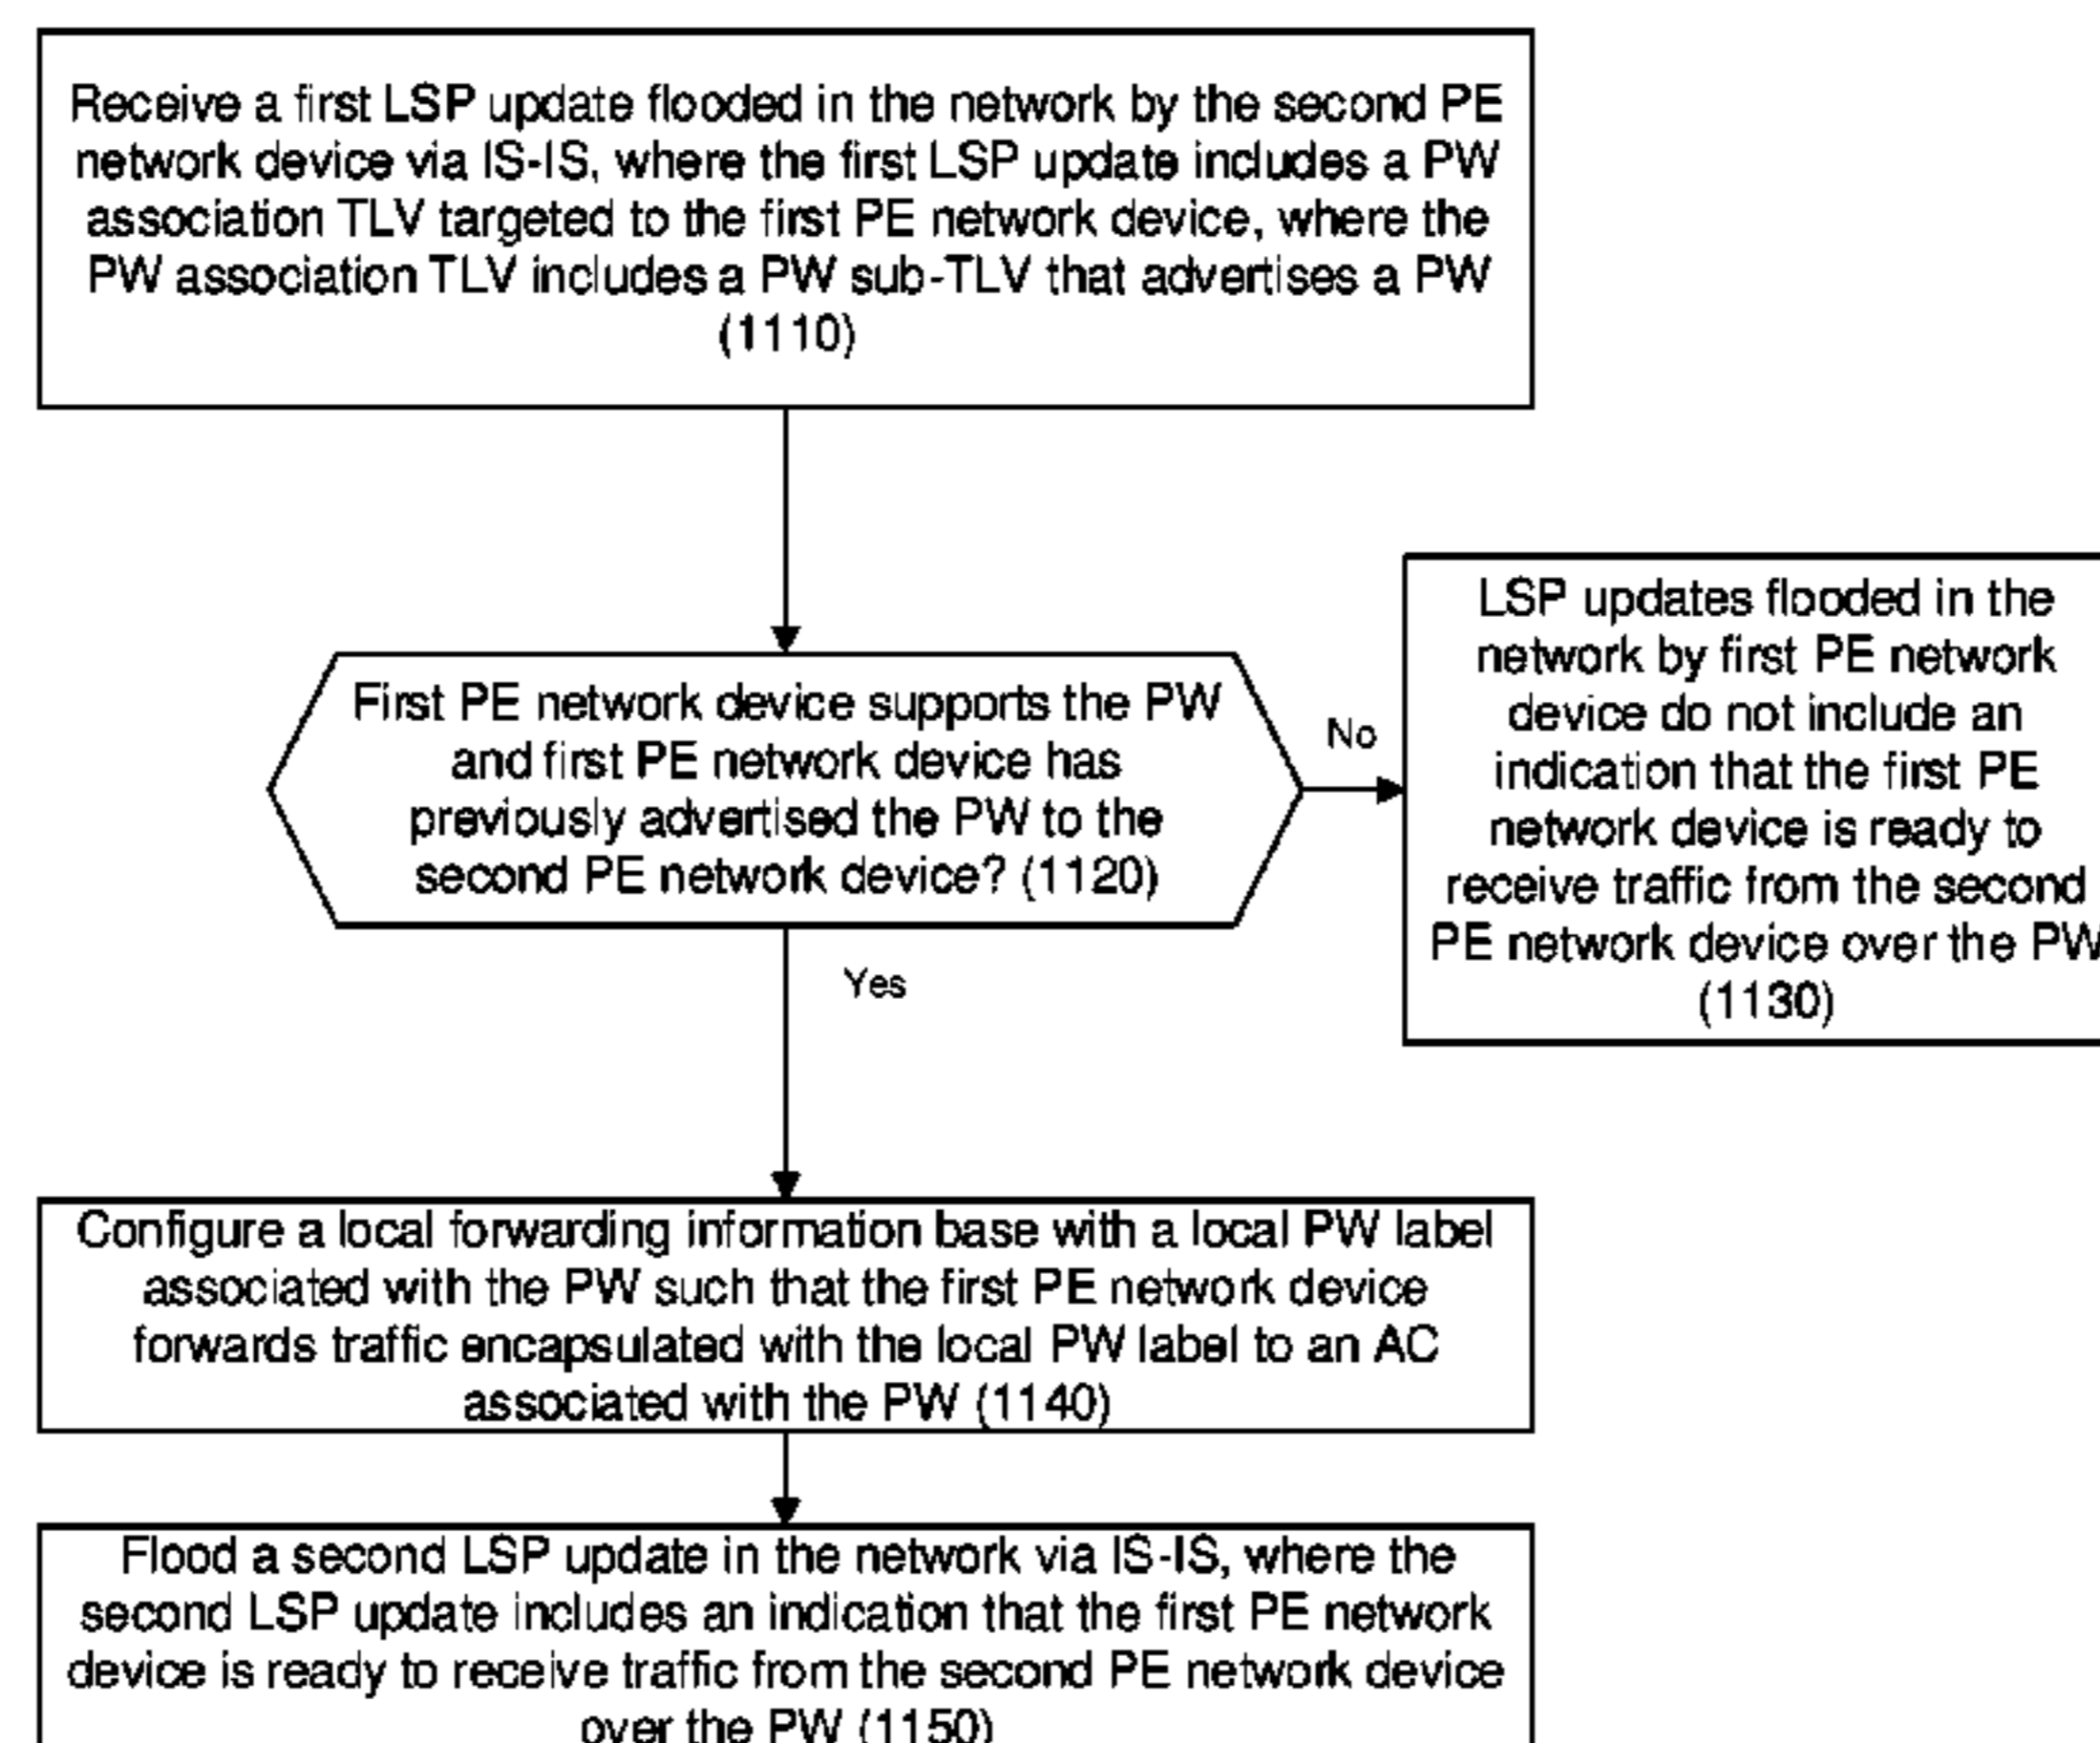 Receive a first LSP update flooded in the network by the second PE
network device via IS-IS, where the first LSP update includes a PW
association TLV targeted to the first PE network device, where the
PW association TLV includes a PW sub-TLV that advertises a PW
(1110)
First PE network device supports the PW
and first PE network device has
previously advertised the PW to the
second PE network device? (1120)
No
LSP updates flooded in the
network by first PE network
device do not include an
indication that the first PE
network device is ready to
receive traffic from the second
PE network device over the PW
(1130)
Yes
Configure a local forwarding information base with a local PW label
associated with the PW such that the first PE network device
forwards traffic encapsulated with the local PW label to an AC
associated with the PW (1140)
Flood a second LSP update in the network via IS-IS, where the
second LSP update includes an indication that the first PE network
device is ready to receive traffic from the second PE network device
over the PW (1150)